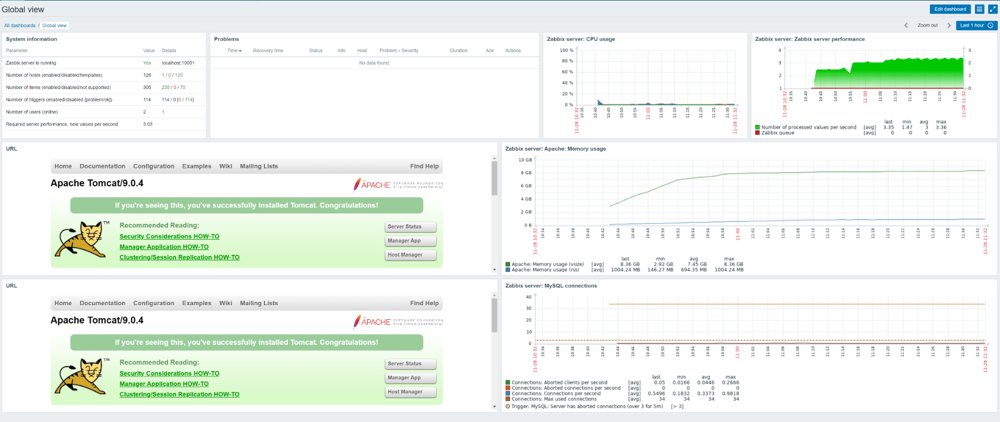 Global view
Edit dashboard
All dashboards / Global view
Zoom out
Last 1 hour
System information
Parameter Value Details
Zabbix server is running Yes localhost:10051
Number of hosts (enabled/disabled/templates) 126 1 / 0 / 125
Number of items (enabled/disabled/not supported) 305 235 / 0 / 70
Number of triggers (enabled/disabled [problem/ok]) 114 114 / 0 [0 / 114]
Number of users (online) 2 1
Required server performance, new values per second 3.03
Problems
Time ▼ Recovery time Status Info Host Problem • Severity Duration Ack Actions
No data found.
Zabbix server: CPU usage
100 %
80 %
60 %
40 %
20 %
0 %
11-28 10:32 10:35 10:40 10:45 10:50 10:55 11:00 11:05 11:10 11:15 11:20 11:25 11:30 11-28 11:32
Zabbix server: Zabbix server performance
4 3
3 2
2 1
1 0
11-28 10:32 10:35 10:40 10:45 10:50 10:55 11:00 11:05 11:10 11:15 11:20 11:25 11:30 11-28 11:32
last min avg max
Number of processed values per second [avg] 3.35 1.47 3 3.36
Zabbix queue [avg] 0 0 0 0
URL
Home Documentation Configuration Examples Wiki Mailing Lists Find Help
Apache Tomcat/9.0.4
THE APACHE SOFTWARE FOUNDATION
http://www.apache.org/
If you're seeing this, you've successfully installed Tomcat. Congratulations!
TM
Recommended Reading:
Security Considerations HOW-TO
Manager Application HOW-TO
Clustering/Session Replication HOW-TO
Server Status
Manager App
Host Manager
Zabbix server: Apache: Memory usage
10 GB
8 GB
6 GB
4 GB
2 GB
0 B
11-28 10:32 10:34 10:36 10:38 10:40 10:42 10:44 10:46 10:48 10:50 10:52 10:54 10:56 10:58 11:00 11:02 11:04 11:06 11:08 11:10 11:12 11:14 11:16 11:18 11:20 11:22 11:24 11:26 11:28 11:30 11:32 11-28 11:32
last min avg max
Apache: Memory usage (vsize) [avg] 8.36 GB 2.92 GB 7.45 GB 8.36 GB
Apache: Memory usage (rss) [avg] 1004.24 MB 146.27 MB 694.35 MB 1004.24 MB
URL
Home Documentation Configuration Examples Wiki Mailing Lists Find Help
Apache Tomcat/9.0.4
THE APACHE SOFTWARE FOUNDATION
http://www.apache.org/
If you're seeing this, you've successfully installed Tomcat. Congratulations!
TM
Recommended Reading:
Security Considerations HOW-TO
Manager Application HOW-TO
Clustering/Session Replication HOW-TO
Server Status
Manager App
Host Manager
Zabbix server: MySQL connections
40
30
20
10
0
11-28 10:32 10:34 10:36 10:38 10:40 10:42 10:44 10:46 10:48 10:50 10:52 10:54 10:56 10:58 11:00 11:02 11:04 11:06 11:08 11:10 11:12 11:14 11:16 11:18 11:20 11:22 11:24 11:26 11:28 11:30 11:32 11-28 11:32
last min avg max
Connections: Aborted clients per second [avg] 0.05 0.0166 0.0446 0.2666
Connections: Aborted connections per second [avg] 0 0 0 0
Connections: Connections per second [avg] 0.5496 0.1832 0.3373 0.9818
Connections: Max used connections [avg] 34 34 34 34
Trigger: MySQL: Server has aborted connections (over 3 for 5m) [> 3]